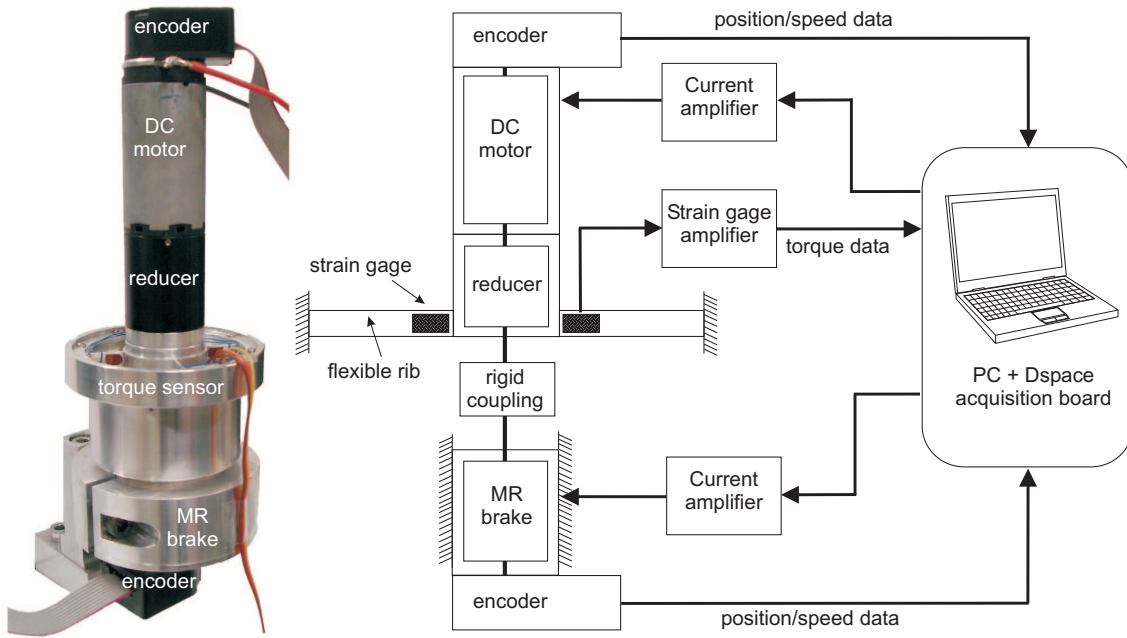 encoder
DC
motor
reducer
torque sensor
MR
brake
encoder
encoder
position/speed data
Current
amplifier
DC
motor
Strain gage
amplifier
torque data
strain gage
reducer
flexible rib
rigid
coupling
PC + Dspace
acquisition board
MR
brake
Current
amplifier
encoder
position/speed data